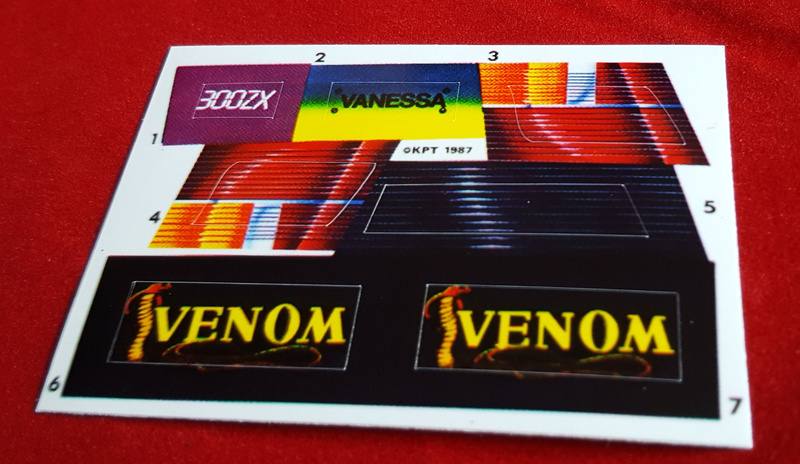 2
3
300ZX
VANESSA
1
©KPT 1987
4
5
VENOM
VENOM
6
7